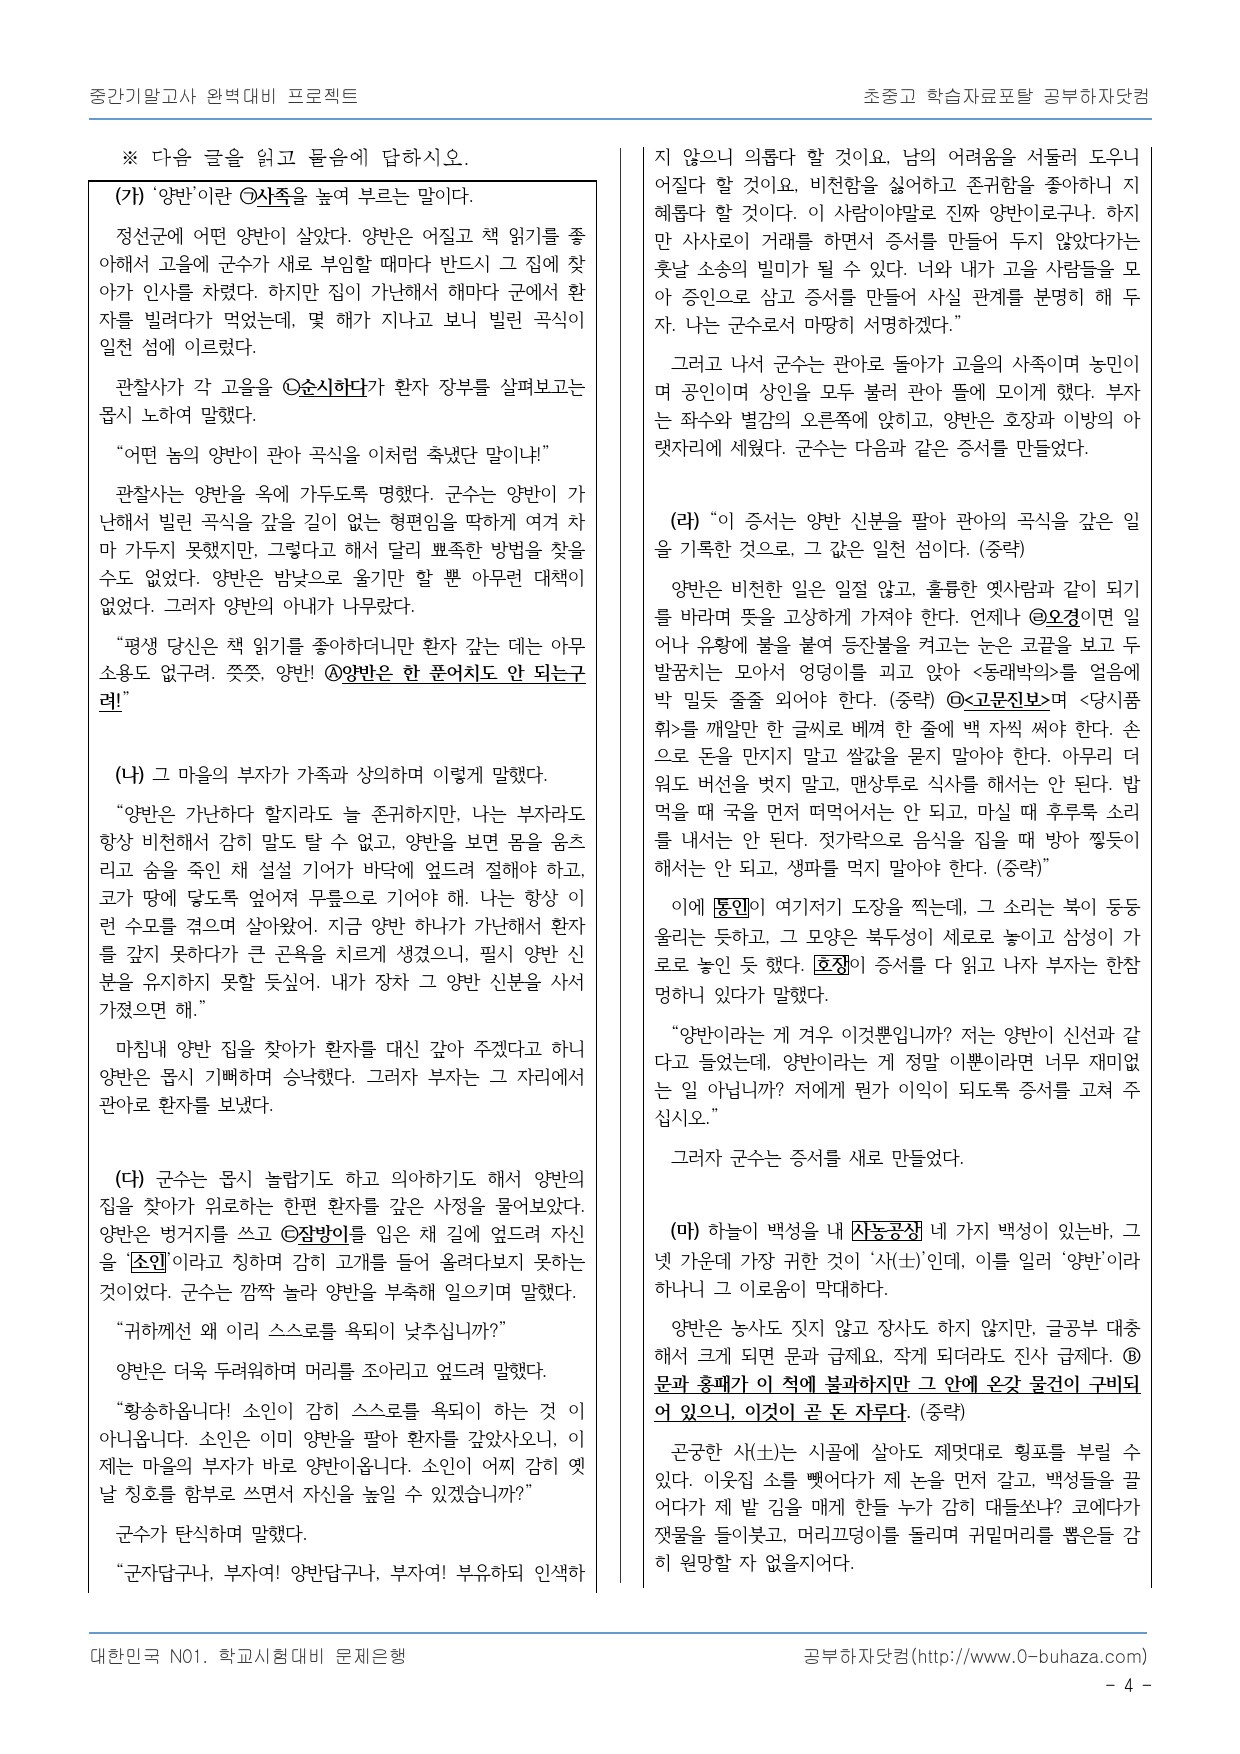 중간기말고사 완벽대비 프로젝트
초중고 학습자료포탈 공부하자닷컴
※ 다음 글을 읽고 물음에 답하시오.
(가) ‘양반’이란 ㉠사족을 높여 부르는 말이다.
정선군에 어떤 양반이 살았다. 양반은 어질고 책 읽기를 좋
아해서 고을에 군수가 새로 부임할 때마다 반드시 그 집에 찾
아가 인사를 차렸다. 하지만 집이 가난해서 해마다 군에서 환
자를 빌려다가 먹었는데, 몇 해가 지나고 보니 빌린 곡식이
일천 섬에 이르렀다.
관찰사가 각 고을을 ㉡순시하다가 환자 장부를 살펴보고는
몹시 노하여 말했다.
“어떤 놈의 양반이 관아 곡식을 이처럼 축냈단 말이냐!”
관찰사는 양반을 옥에 가두도록 명했다. 군수는 양반이 가
난해서 빌린 곡식을 갚을 길이 없는 형편임을 딱하게 여겨 차
마 가두지 못했지만, 그렇다고 해서 달리 뾰족한 방법을 찾을
수도 없었다. 양반은 밤낮으로 울기만 할 뿐 아무런 대책이
없었다. 그러자 양반의 아내가 나무랐다.
“평생 당신은 책 읽기를 좋아하더니만 환자 갚는 데는 아무
소용도 없구려. 쯧쯧, 양반! Ⓐ양반은 한 푼어치도 안 되는구
려!”
(나) 그 마을의 부자가 가족과 상의하며 이렇게 말했다.
“양반은 가난하다 할지라도 늘 존귀하지만, 나는 부자라도
항상 비천해서 감히 말도 탈 수 없고, 양반을 보면 몸을 움츠
리고 숨을 죽인 채 설설 기어가 바닥에 엎드려 절해야 하고,
코가 땅에 닿도록 엎어져 무릎으로 기어야 해. 나는 항상 이
런 수모를 겪으며 살아왔어. 지금 양반 하나가 가난해서 환자
를 갚지 못하다가 큰 곤욕을 치르게 생겼으니, 필시 양반 신
분을 유지하지 못할 듯싶어. 내가 장차 그 양반 신분을 사서
가졌으면 해.”
마침내 양반 집을 찾아가 환자를 대신 갚아 주겠다고 하니
양반은 몹시 기뻐하며 승낙했다. 그러자 부자는 그 자리에서
관아로 환자를 보냈다.
(다) 군수는 몹시 놀랍기도 하고 의아하기도 해서 양반의
집을 찾아가 위로하는 한편 환자를 갚은 사정을 물어보았다.
양반은 벙거지를 쓰고 ㉢잠방이를 입은 채 길에 엎드려 자신
을 ‘소인’이라고 칭하며 감히 고개를 들어 올려다보지 못하는
것이었다. 군수는 깜짝 놀라 양반을 부축해 일으키며 말했다.
“귀하께선 왜 이리 스스로를 욕되이 낮추십니까?”
양반은 더욱 두려워하며 머리를 조아리고 엎드려 말했다.
“황송하옵니다! 소인이 감히 스스로를 욕되이 하는 것 이
아니옵니다. 소인은 이미 양반을 팔아 환자를 갚았사오니, 이
제는 마을의 부자가 바로 양반이옵니다. 소인이 어찌 감히 옛
날 칭호를 함부로 쓰면서 자신을 높일 수 있겠습니까?”
군수가 탄식하며 말했다.
“군자답구나, 부자여! 양반답구나, 부자여! 부유하되 인색하
지 않으니 의롭다 할 것이요, 남의 어려움을 서둘러 도우니
어질다 할 것이요, 비천함을 싫어하고 존귀함을 좋아하니 지
혜롭다 할 것이다. 이 사람이야말로 진짜 양반이로구나. 하지
만 사사로이 거래를 하면서 증서를 만들어 두지 않았다가는
훗날 소송의 빌미가 될 수 있다. 너와 내가 고을 사람들을 모
아 증인으로 삼고 증서를 만들어 사실 관계를 분명히 해 두
자. 나는 군수로서 마땅히 서명하겠다.”
그러고 나서 군수는 관아로 돌아가 고을의 사족이며 농민이
며 공인이며 상인을 모두 불러 관아 뜰에 모이게 했다. 부자
는 좌수와 별감의 오른쪽에 앉히고, 양반은 호장과 이방의 아
랫자리에 세웠다. 군수는 다음과 같은 증서를 만들었다.
(라) “이 증서는 양반 신분을 팔아 관아의 곡식을 갚은 일
을 기록한 것으로, 그 값은 일천 섬이다. (중략)
양반은 비천한 일은 일절 않고, 훌륭한 옛사람과 같이 되기
를 바라며 뜻을 고상하게 가져야 한다. 언제나 ㉣오경이면 일
어나 유황에 불을 붙여 등잔불을 켜고는 눈은 코끝을 보고 두
발꿈치는 모아서 엉덩이를 괴고 앉아 <동래박의>를 얼음에
박 밀듯 줄줄 외어야 한다. (중략) ㉤<고문진보>며 <당시품
휘>를 깨알만 한 글씨로 베껴 한 줄에 백 자씩 써야 한다. 손
으로 돈을 만지지 말고 쌀값을 묻지 말아야 한다. 아무리 더
워도 버선을 벗지 말고, 맨상투로 식사를 해서는 안 된다. 밥
먹을 때 국을 먼저 떠먹어서는 안 되고, 마실 때 후루룩 소리
를 내서는 안 된다. 젓가락으로 음식을 집을 때 방아 찧듯이
해서는 안 되고, 생파를 먹지 말아야 한다. (중략)”
이에 통인이 여기저기 도장을 찍는데, 그 소리는 북이 둥둥
울리는 듯하고, 그 모양은 북두성이 세로로 놓이고 삼성이 가
로로 놓인 듯 했다. 호장이 증서를 다 읽고 나자 부자는 한참
멍하니 있다가 말했다.
“양반이라는 게 겨우 이것뿐입니까? 저는 양반이 신선과 같
다고 들었는데, 양반이라는 게 정말 이뿐이라면 너무 재미없
는 일 아닙니까? 저에게 뭔가 이익이 되도록 증서를 고쳐 주
십시오.”
그러자 군수는 증서를 새로 만들었다.
(마) 하늘이 백성을 내 사농공상 네 가지 백성이 있는바, 그
넷 가운데 가장 귀한 것이 ‘사(士)’인데, 이를 일러 ‘양반’이라
하나니 그 이로움이 막대하다.
양반은 농사도 짓지 않고 장사도 하지 않지만, 글공부 대충
해서 크게 되면 문과 급제요, 작게 되더라도 진사 급제다. Ⓑ
문과 홍패가 이 척에 불과하지만 그 안에 온갖 물건이 구비되
어 있으니, 이것이 곧 돈 자루다. (중략)
곤궁한 사(士)는 시골에 살아도 제멋대로 횡포를 부릴 수
있다. 이웃집 소를 뺏어다가 제 논을 먼저 갈고, 백성들을 끌
어다가 제 밭 김을 매게 한들 누가 감히 대들쏘냐? 코에다가
잿물을 들이붓고, 머리끄덩이를 돌리며 귀밑머리를 뽑은들 감
히 원망할 자 없을지어다.
대한민국 N01. 학교시험대비 문제은행
공부하자닷컴(http://www.0-buhaza.com)
- 4 -